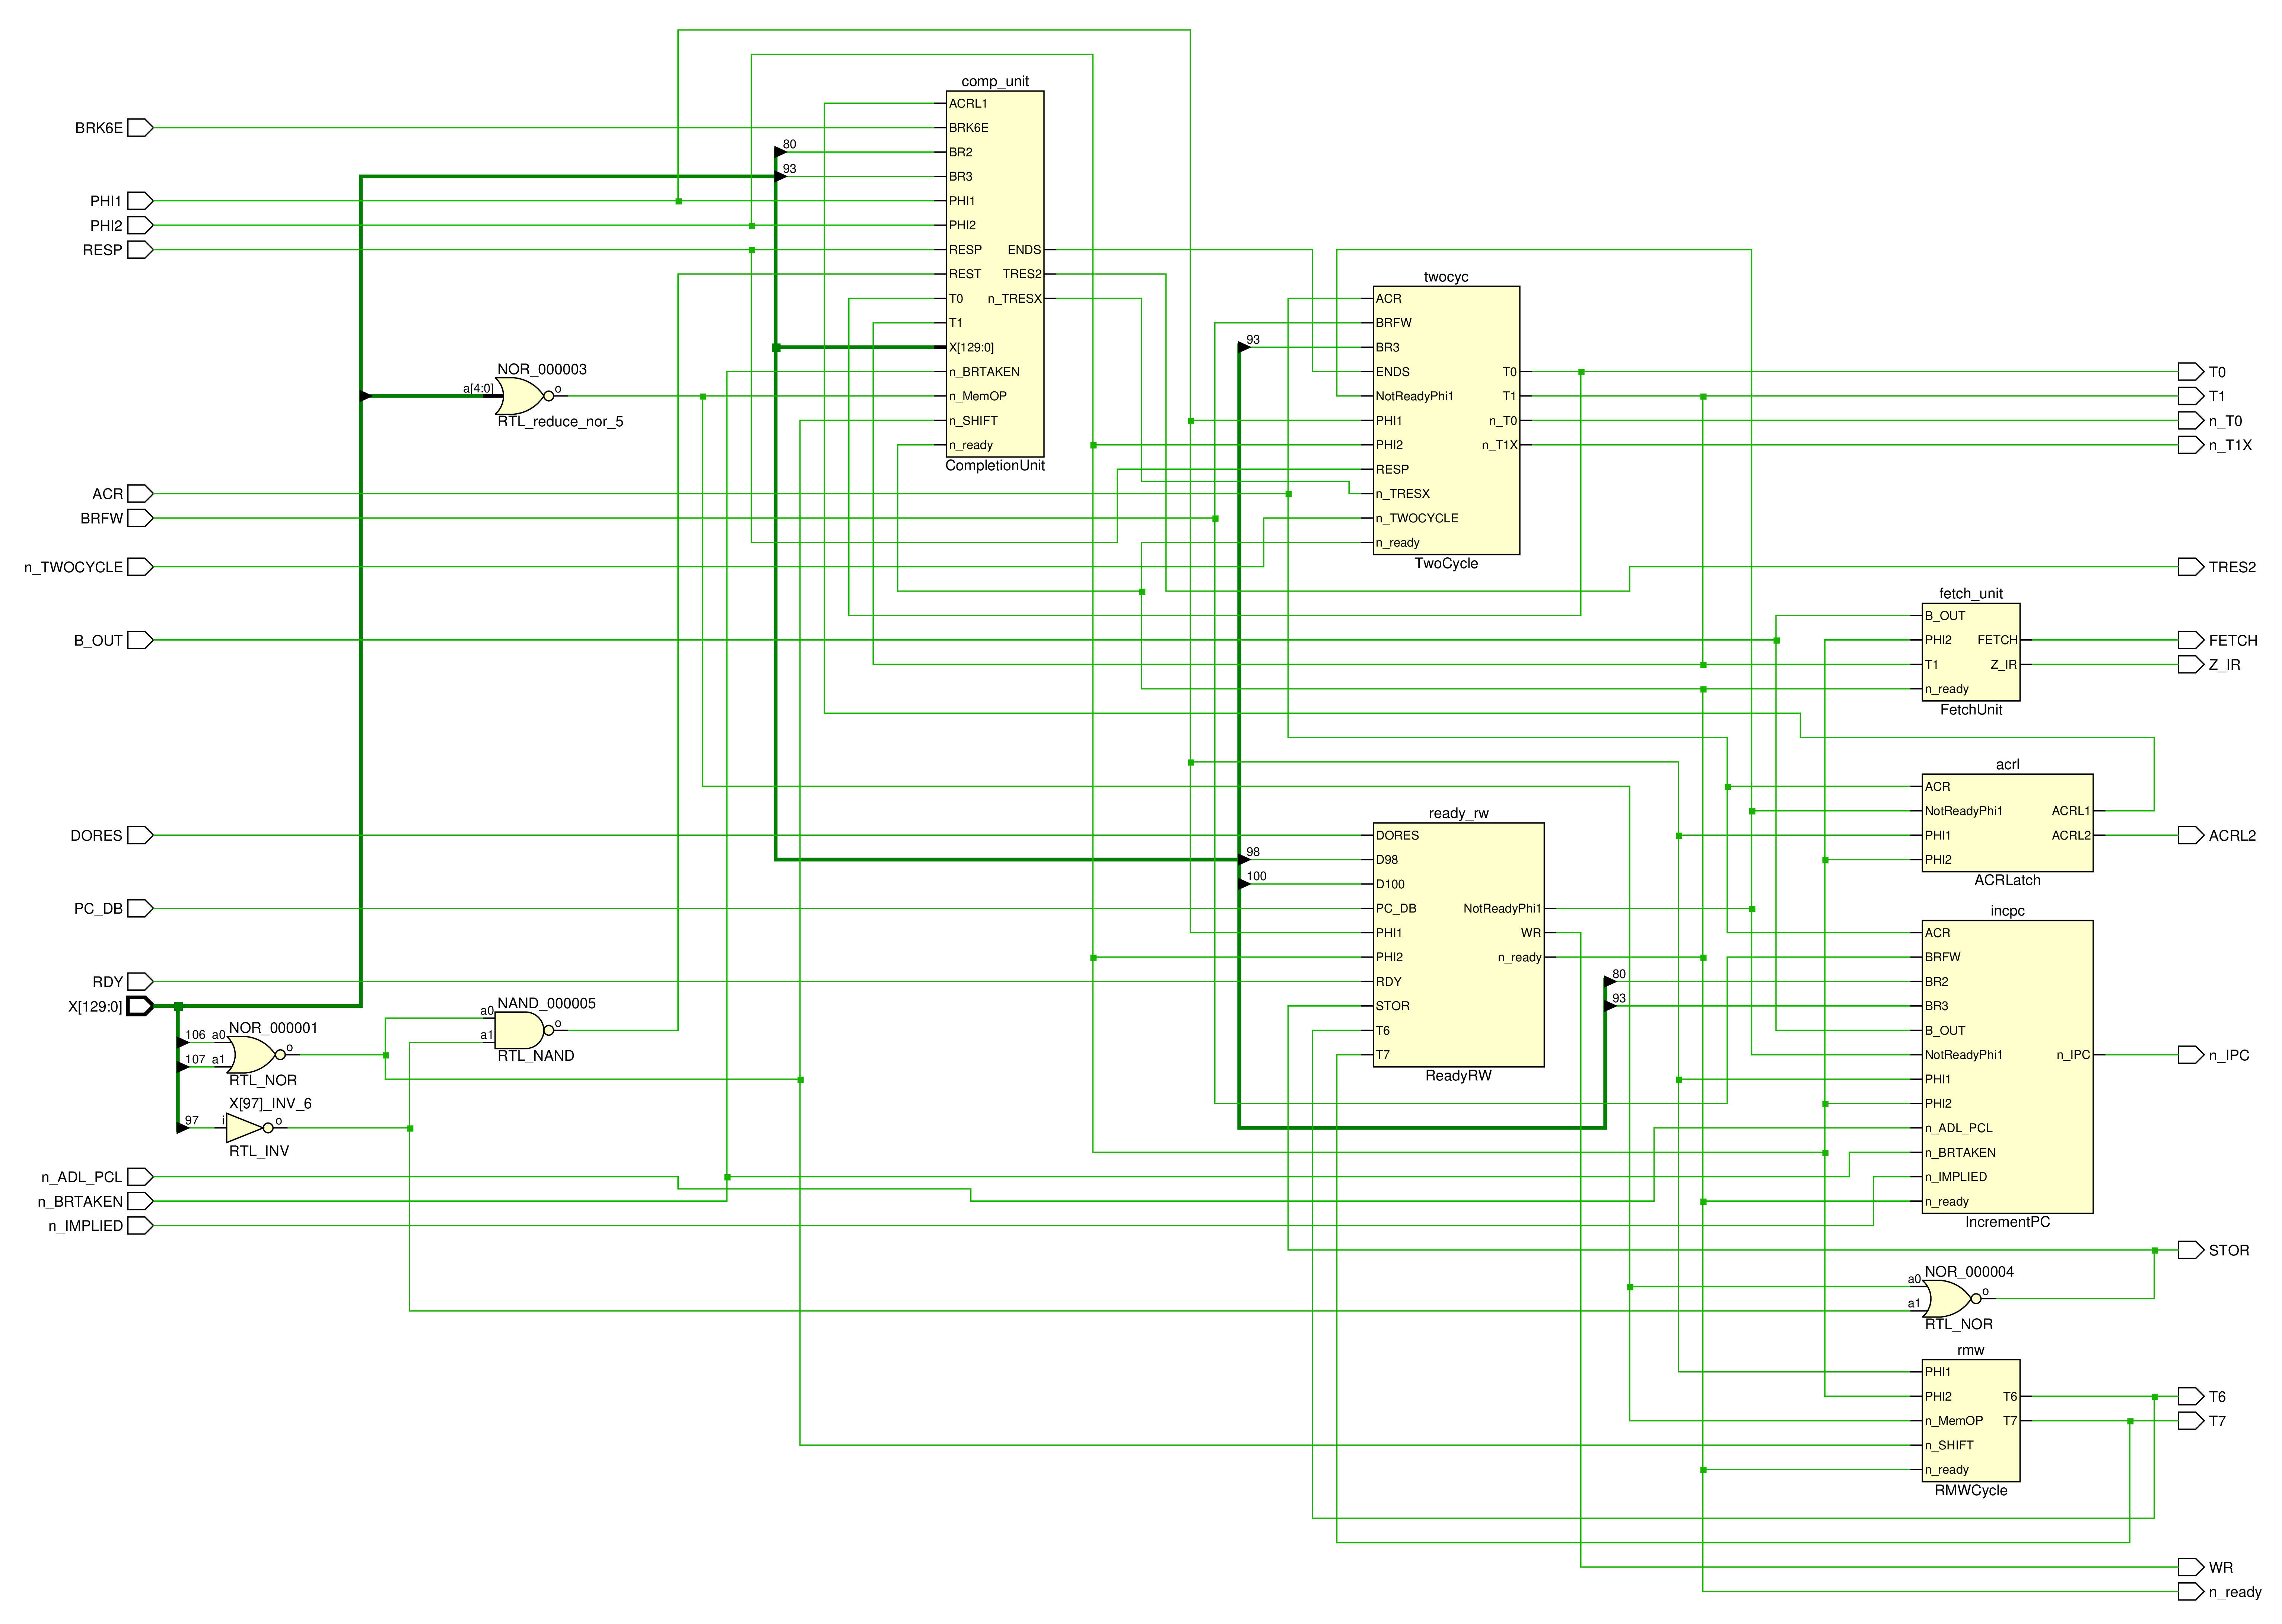 comp_unit
ACRL1
BRK6E
BRK6E
80
BR2
93
BR3
PHI1
PHI1
PHI2
PHI2
RESP
RESP
ENDS
REST
TRES2
T0
n_TRESX
T1
X[129:0]
n_BRTAKEN
n_MemOP
n_SHIFT
n_ready
CompletionUnit
NOR_000003
a[4:0]
o
RTL_reduce_nor_5
twocyc
ACR
BRFW
93
BR3
ENDS
T0
T0
NotReadyPhi1
T1
T1
PHI1
n_T0
n_T0
PHI2
n_T1X
n_T1X
RESP
n_TRESX
n_TWOCYCLE
n_ready
TwoCycle
ACR
BRFW
n_TWOCYCLE
TRES2
fetch_unit
B_OUT
B_OUT
PHI2
FETCH
FETCH
T1
Z_IR
Z_IR
n_ready
FetchUnit
acrl
ACR
NotReadyPhi1
ACRL1
PHI1
ACRL2
ACRL2
PHI2
ACRLatch
ready_rw
DORES
DORES
98
D98
100
D100
PC_DB
PC_DB
NotReadyPhi1
PHI1
WR
PHI2
n_ready
RDY
RDY
STOR
T6
T7
ReadyRW
incpc
ACR
BRFW
80
BR2
93
BR3
B_OUT
NotReadyPhi1
n_IPC
n_IPC
PHI1
PHI2
n_ADL_PCL
n_BRTAKEN
n_IMPLIED
n_ready
IncrementPC
X[129:0]
NOR_000001
106
a0
107
a1
o
RTL_NOR
NAND_000005
a0
a1
o
RTL_NAND
X[97]_INV_6
97
i
o
RTL_INV
n_ADL_PCL
n_BRTAKEN
n_IMPLIED
STOR
NOR_000004
a0
a1
o
RTL_NOR
rmw
PHI1
PHI2
T6
T6
n_MemOP
T7
T7
n_SHIFT
n_ready
RMWCycle
WR
n_ready